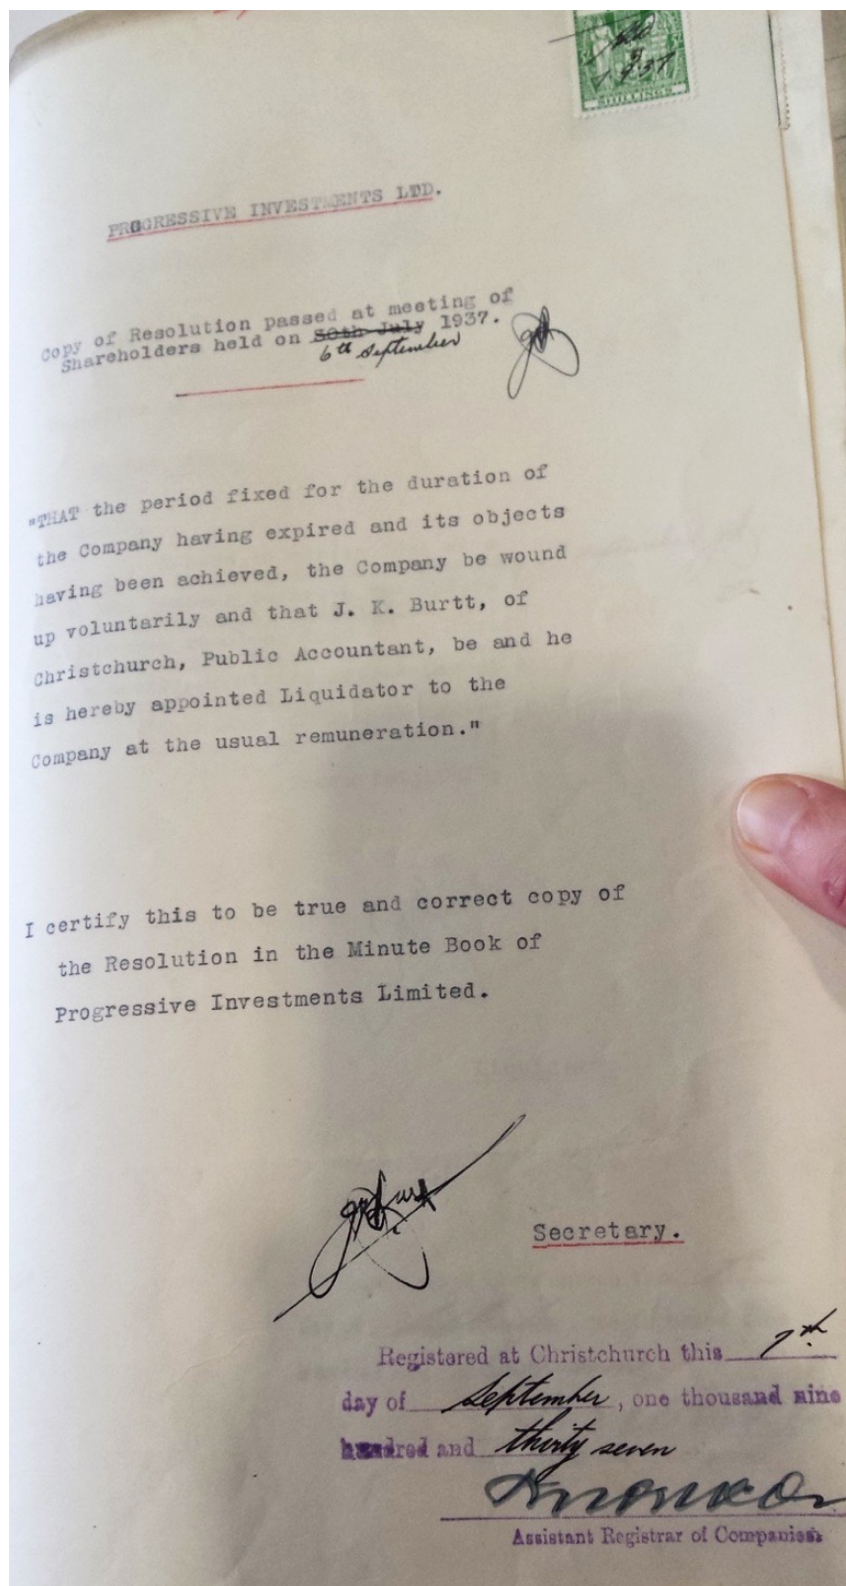 7.9.37
SHILLINGS
PROGRESSIVE INVESTMENTS LTD.
Copy of Resolution passed at meeting of
Shareholders held on 30th July 1937.
6th September
"THAT the period fixed for the duration of
the Company having expired and its objects
having been achieved, the Company be wound
up voluntarily and that J. K. Burtt, of
Christchurch, Public Accountant, be and he
is hereby appointed Liquidator to the
Company at the usual remuneration."
I certify this to be true and correct copy of
the Resolution in the Minute Book of
Progressive Investments Limited.
Secretary.
Registered at Christchurch this 7th
day of September, one thousand nine
hundred and thirty seven
Assistant Registrar of Companies.